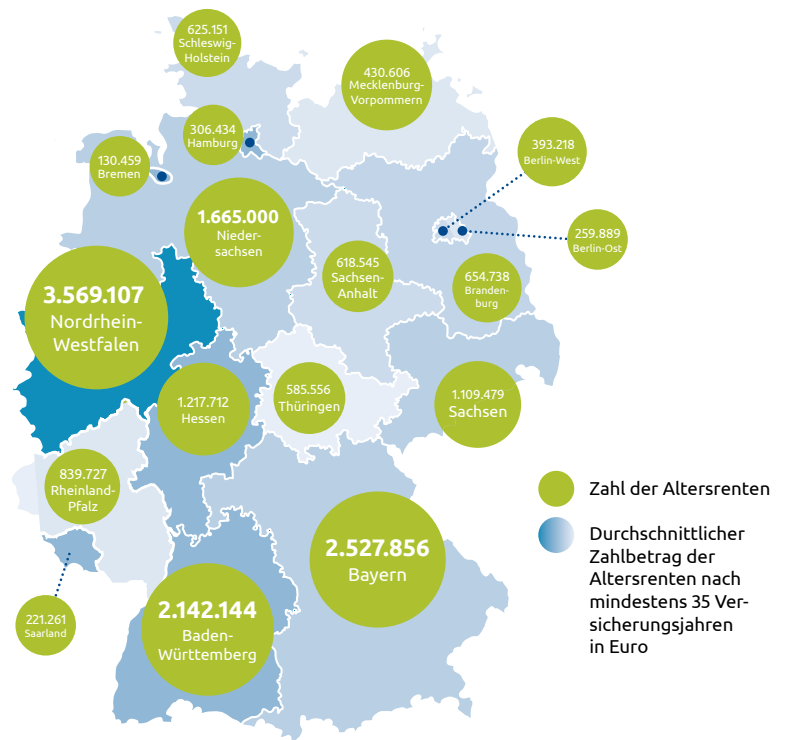 625.151
Schleswig-
Holstein
430.606
Mecklenburg-
Vorpommern
306.434
Hamburg
393.218
Berlin-West
130.459
Bremen
1.665.000
Nieder-
sachsen
259.889
Berlin-Ost
618.545
Sachsen-
Anhalt
654.738
Branden-
burg
3.569.107
Nordrhein-
Westfalen
1.217.712
Hessen
585.556
Thüringen
1.109.479
Sachsen
839.727
Rheinland-
Pfalz
Zahl der Altersrenten
Durchschnittlicher
Zahlbetrag der
Altersrenten nach
mindestens 35 Ver-
sicherungsjahren
in Euro
2.527.856
Bayern
221.261
Saarland
2.142.144
Baden-
Württemberg